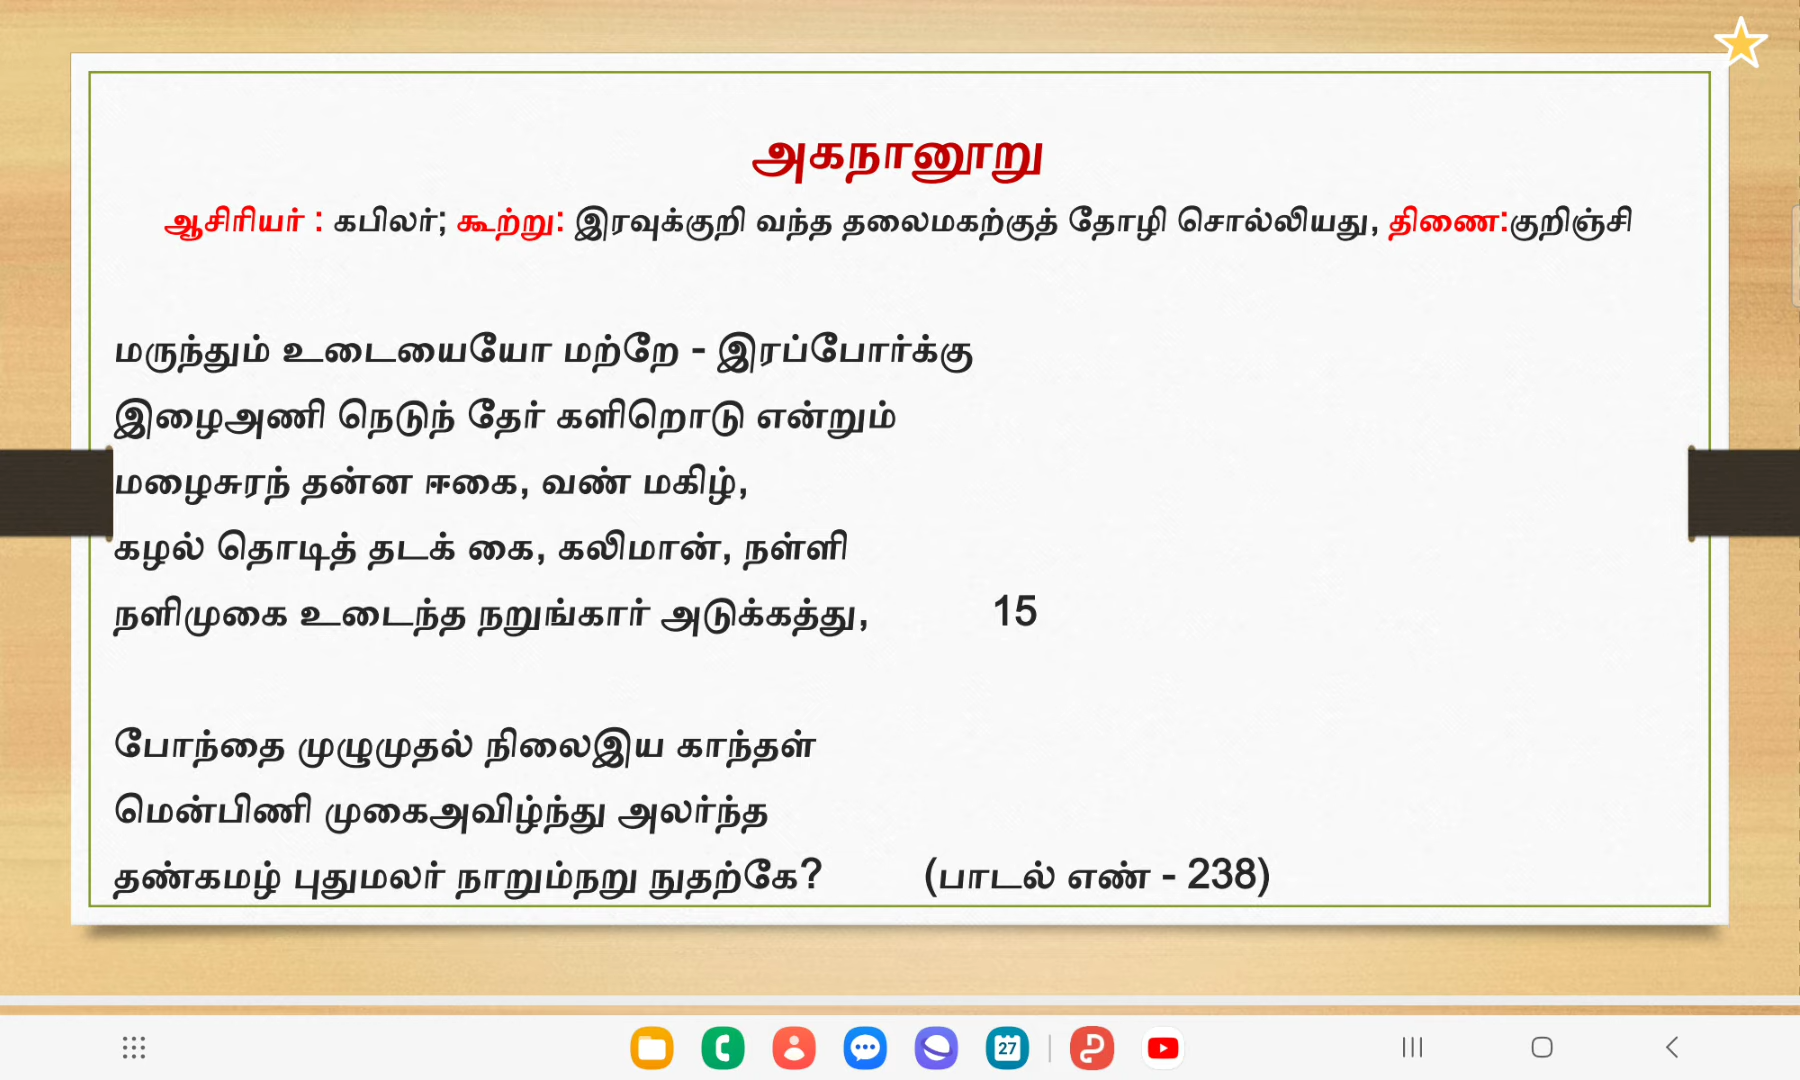 அகநானூறு
ஆசிரியர் : கபிலர்; கூற்று: இரவுக்குறி வந்த தலைமகற்குத் தோழி சொல்லியது, திணை:குறிஞ்சி
மருந்தும் உடையையோ மற்றே - இரப்போர்க்கு
இழைஅணி நெடுந் தேர் களிறொடு என்றும்
மழைசுரந் தன்ன ஈகை, வண் மகிழ்,
கழல் தொடித் தடக் கை, கலிமான், நள்ளி
நளிமுகை உடைந்த நறுங்கார் அடுக்கத்து, 15
போந்தை முழுமுதல் நிலைஇய காந்தள்
மென்பிணி முகைஅவிழ்ந்து அலர்ந்த
தண்கமழ் புதுமலர் நாறும்நறு நுதற்கே? (பாடல் எண் - 238)
27